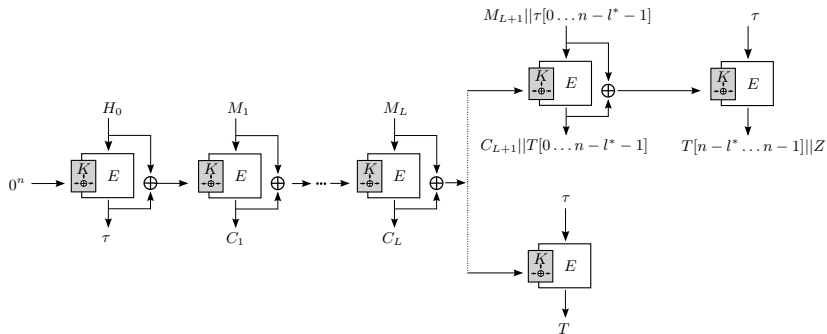 M_{L+1}||τ[0 … n − l* − 1]
τ
K
E
K
E
H_0
M_1
M_L
C_{L+1}||T[0 … n − l* − 1]
T[n − l* … n − 1]||Z
0^n
K
E
K
E
...
K
E
τ
C_1
C_L
τ
K
E
T